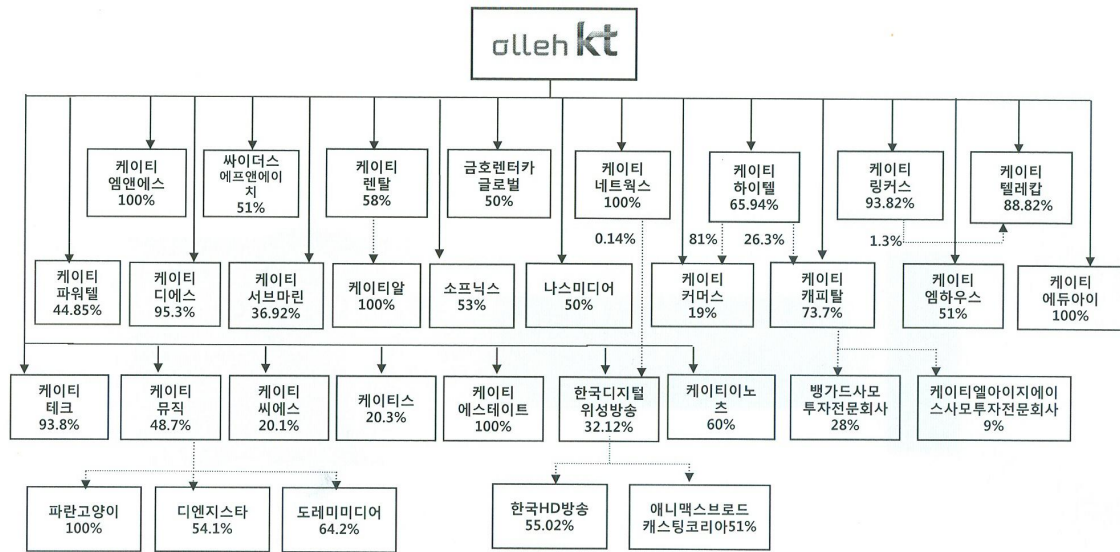 olleh kt
케이티
엠앤에스
100%
싸이더스
에프앤에이
치
51%
케이티
렌탈
58%
금호렌터카
글로벌
50%
케이티
네트웍스
100%
케이티
하이텔
65.94%
케이티
링커스
93.82%
케이티
텔레캅
88.82%
0.14%
81%
26.3%
1.3%
케이티
파워텔
44.85%
케이티
디에스
95.3%
케이티
서브마린
36.92%
케이티알
100%
소프닉스
53%
나스미디어
50%
케이티
커머스
19%
케이티
캐피탈
73.7%
케이티
엠하우스
51%
케이티
에듀아이
100%
케이티
테크
93.8%
케이티
뮤직
48.7%
케이티
씨에스
20.1%
케이티스
20.3%
케이티
에스테이트
100%
한국디지털
위성방송
32.12%
케이티이노
츠
60%
뱅가드사모
투자전문회사
28%
케이티엘아이지에이
스사모투자전문회사
9%
파란고양이
100%
디엔지스타
54.1%
도레미미디어
64.2%
한국HD방송
55.02%
애니맥스브로드
캐스팅코리아51%